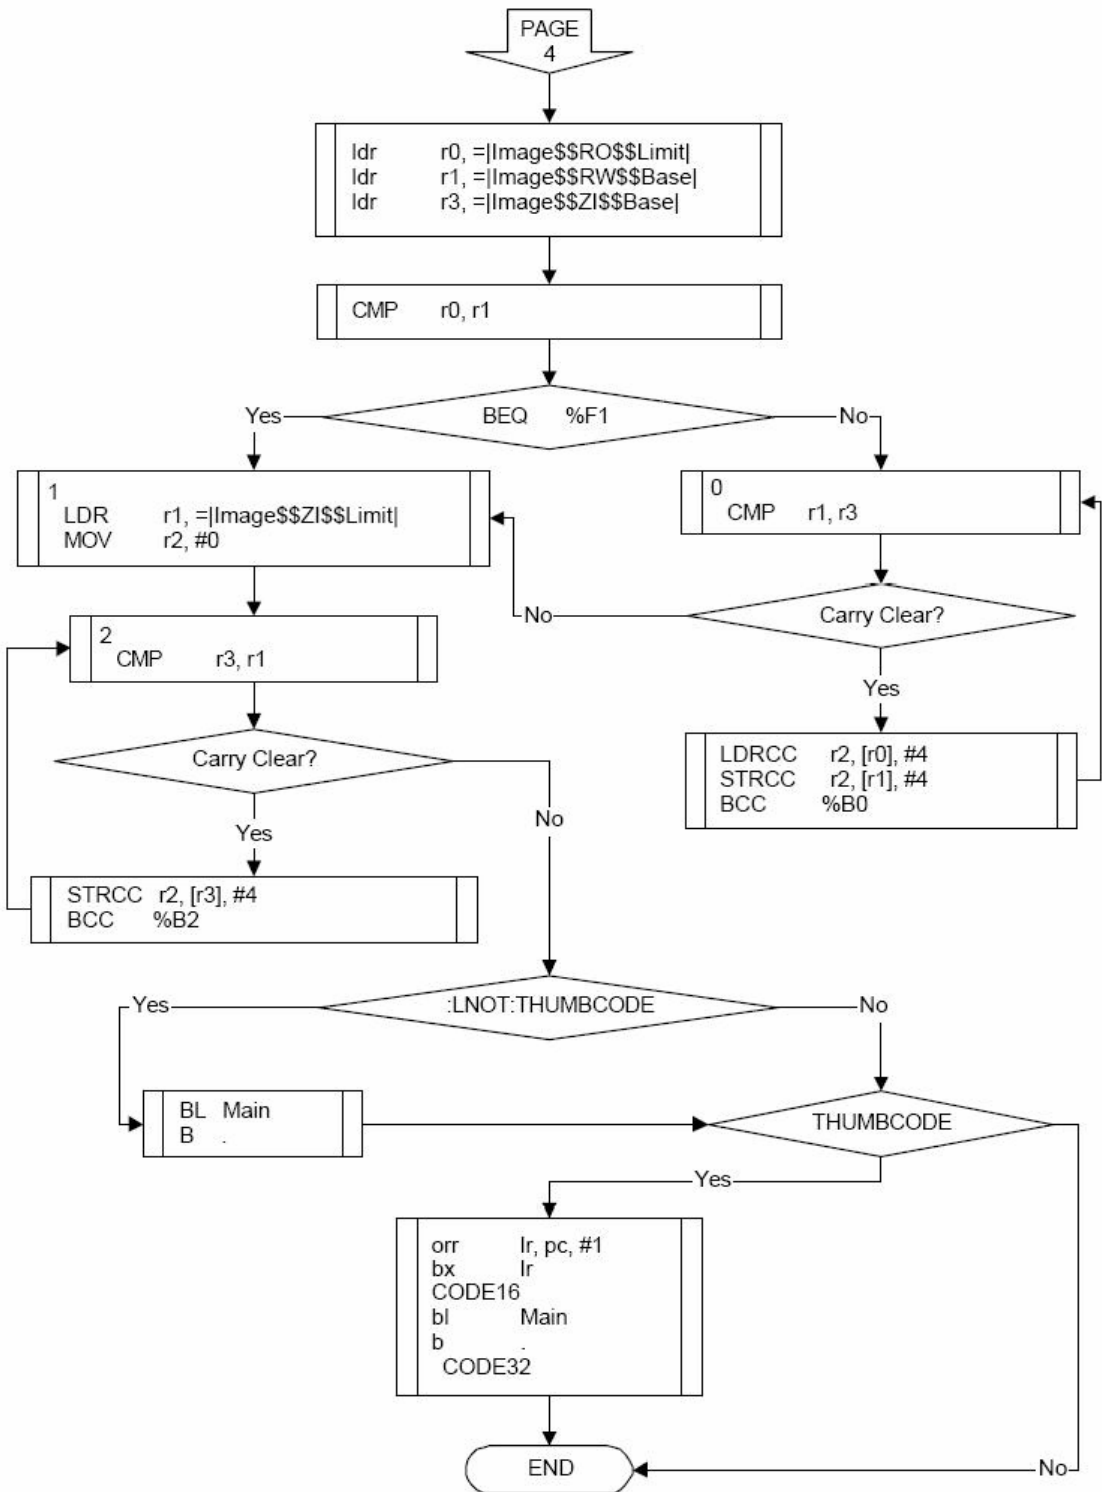 PAGE
4
ldr r0, =|Image$$RO$$Limit|
ldr r1, =|Image$$RW$$Base|
ldr r3, =|Image$$ZI$$Base|
CMP r0, r1
Yes
BEQ %F1
No
1
LDR r1, =|Image$$ZI$$Limit|
MOV r2, #0
0
CMP r1, r3
No
Carry Clear?
Yes
2
CMP r3, r1
LDRCC r2, [r0], #4
STRCC r2, [r1], #4
BCC %B0
Carry Clear?
No
Yes
STRCC r2, [r3], #4
BCC %B2
Yes
:LNOT:THUMBCODE
No
BL Main
B .
THUMBCODE
Yes
orr lr, pc, #1
bx lr
CODE16
bl Main
b .
CODE32
END
No